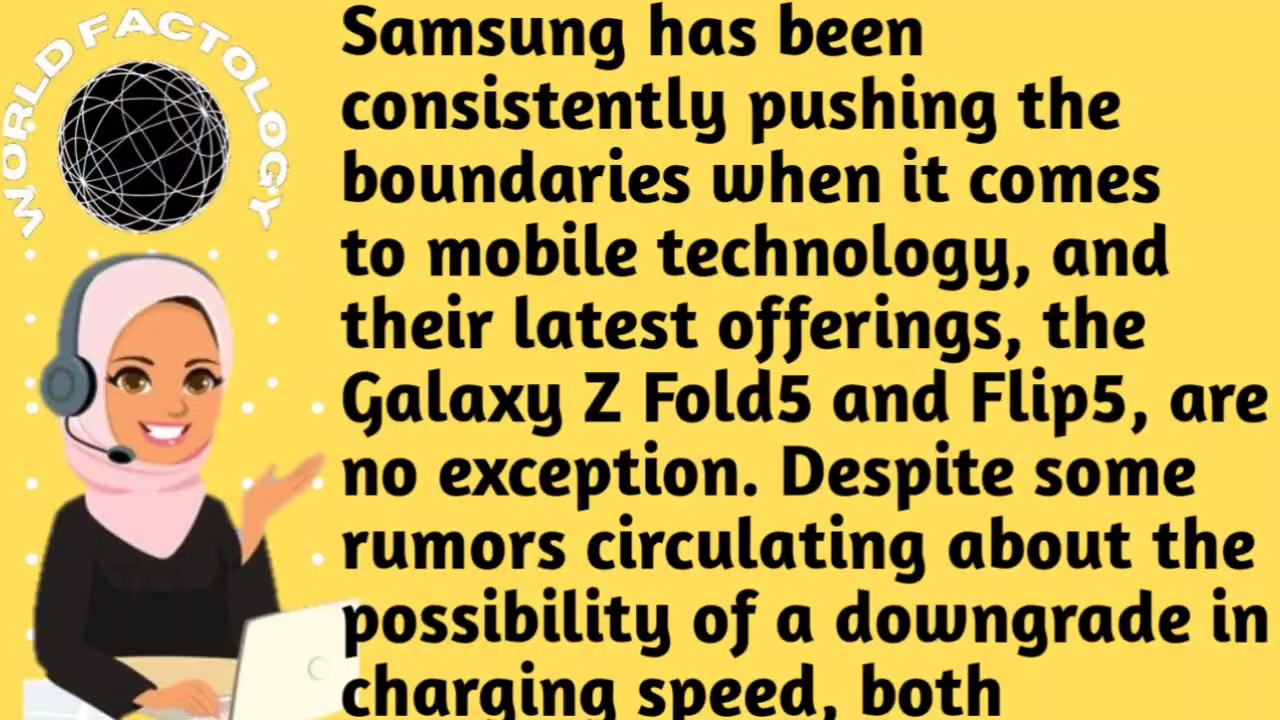 WORLD FACTOLOGY
Samsung has been
consistently pushing the
boundaries when it comes
to mobile technology, and
their latest offerings, the
Galaxy Z Fold5 and Flip5, are
no exception. Despite some
rumors circulating about the
possibility of a downgrade in
charging speed, both